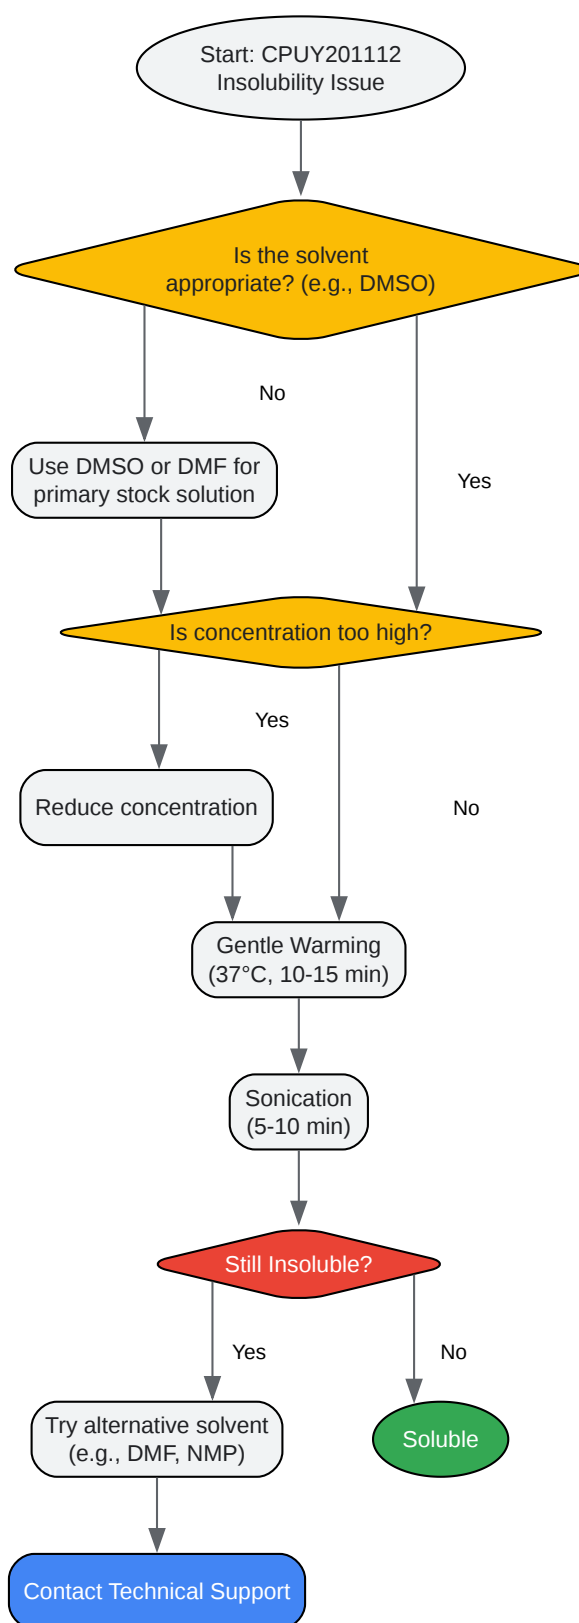 Start: CPUY201112
Insolubility Issue
Is the solvent
appropriate? (e.g., DMSO)
No
Use DMSO or DMF for
primary stock solution
Yes
Is concentration too high?
Yes
Reduce concentration
No
Gentle Warming
(37°C, 10-15 min)
Sonication
(5-10 min)
Still Insoluble?
Yes
No
Try alternative solvent
(e.g., DMF, NMP)
Soluble
Contact Technical Support